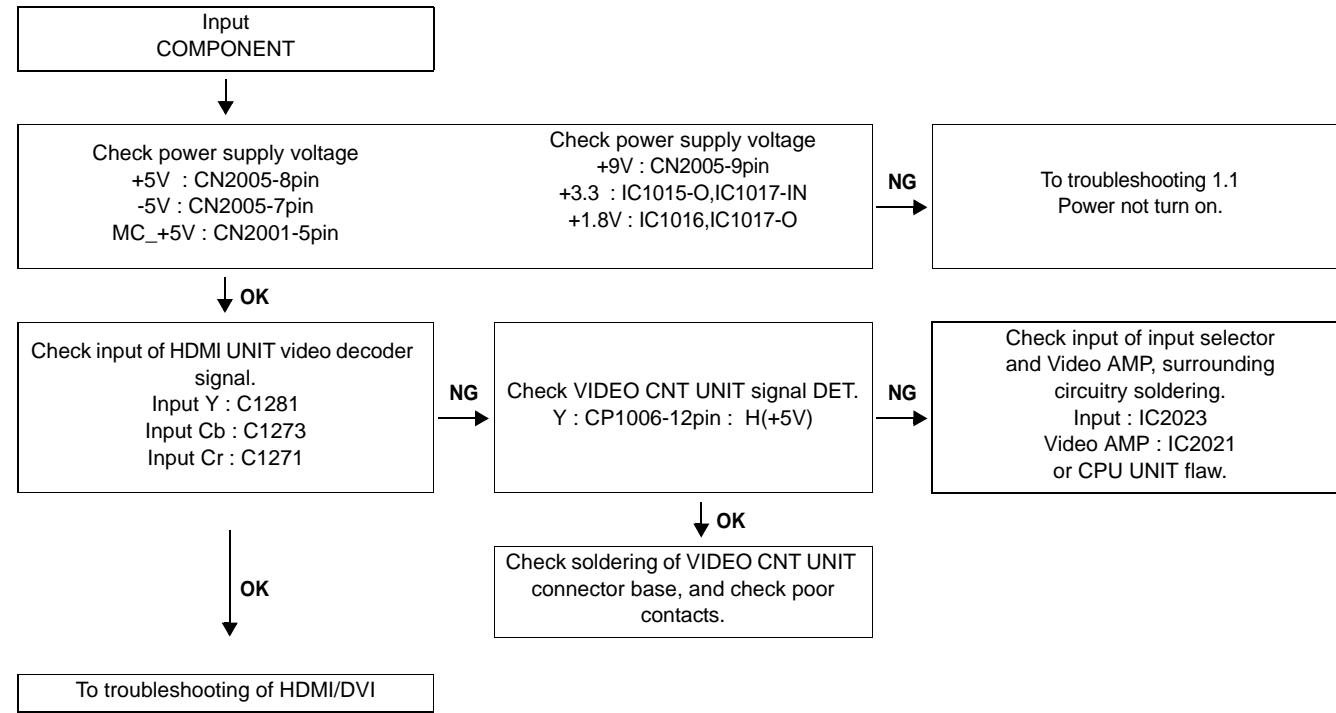 Input
COMPONENT
Check power supply voltage
+5V : CN2005-8pin
-5V : CN2005-7pin
MC_+5V : CN2001-5pin
Check power supply voltage
+9V : CN2005-9pin
+3.3 : IC1015-O,IC1017-IN
+1.8V : IC1016,IC1017-O
NG
To troubleshooting 1.1
Power not turn on.
OK
Check input of HDMI UNIT video decoder
signal.
Input Y : C1281
Input Cb : C1273
Input Cr : C1271
NG
Check VIDEO CNT UNIT signal DET.
Y : CP1006-12pin : H(+5V)
NG
Check input of input selector
and Video AMP, surrounding
circuitry soldering.
Input : IC2023
Video AMP : IC2021
or CPU UNIT flaw.
OK
Check soldering of VIDEO CNT UNIT
connector base, and check poor
contacts.
OK
To troubleshooting of HDMI/DVI